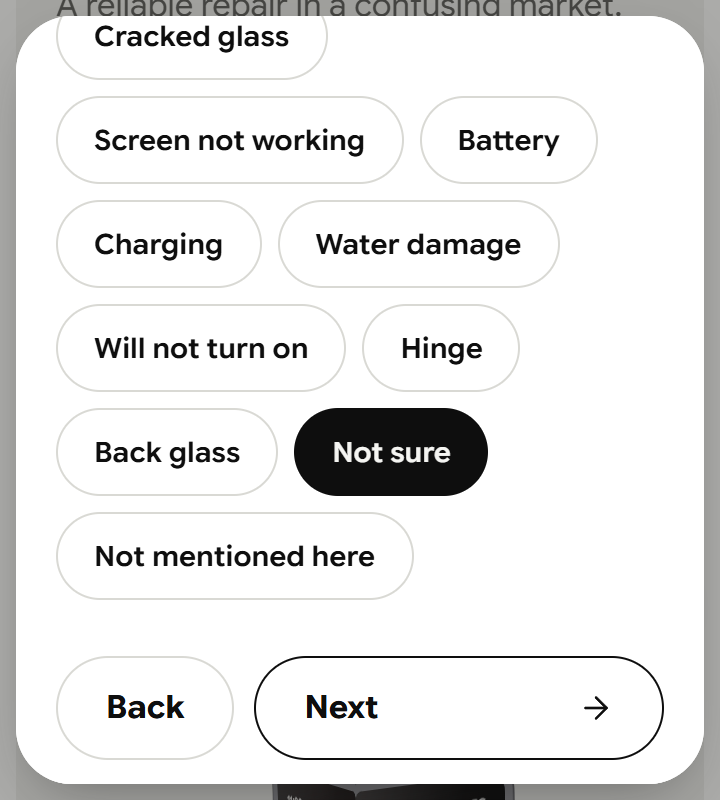 A reliable repair in a confusing market.
Cracked glass
Screen not working Battery
Charging Water damage
Will not turn on Hinge
Back glass Not sure
Not mentioned here
Back Next →